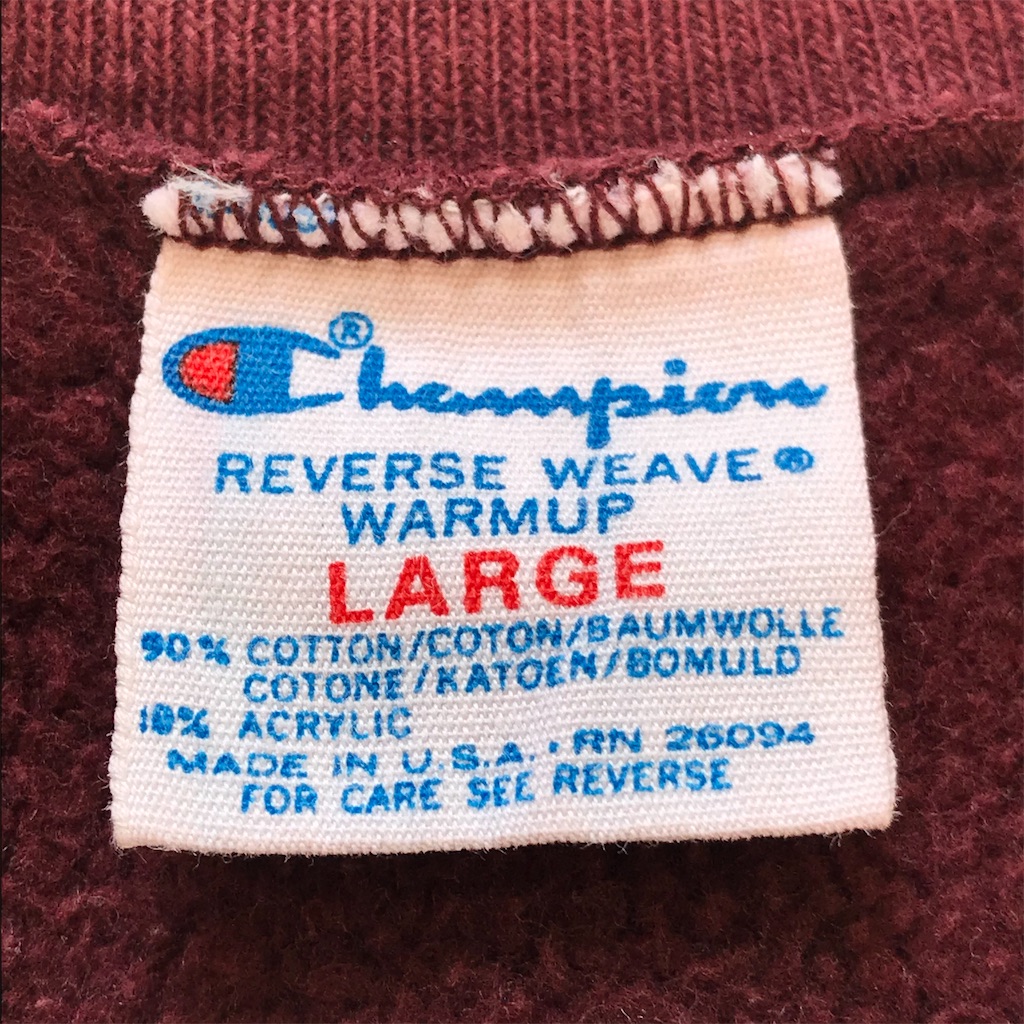 Champion®
REVERSE WEAVE®
WARMUP
LARGE
90% COTTON/COTON/BAUMWOLLE
COTONE/KATOEN/BOMULD
10% ACRYLIC
MADE IN U.S.A. · RN 26094
FOR CARE SEE REVERSE